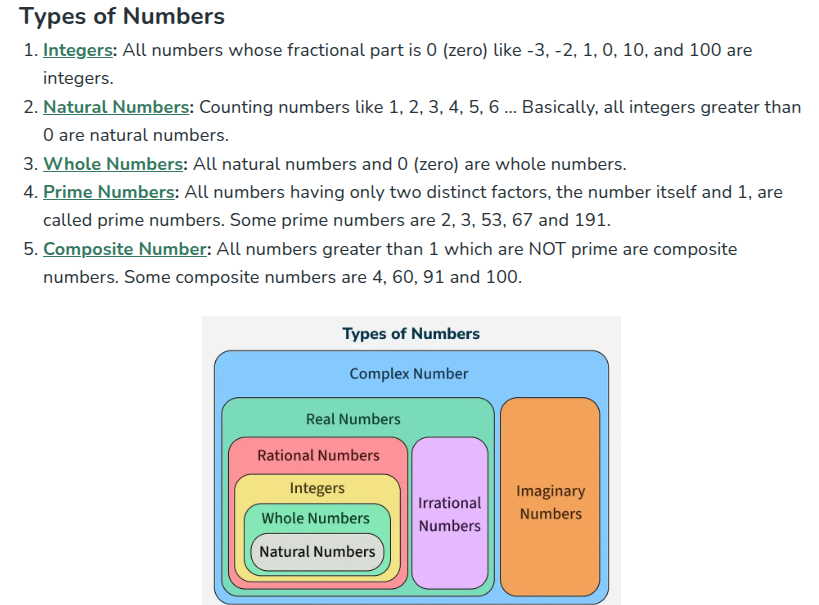 Types of Numbers
1. Integers: All numbers whose fractional part is 0 (zero) like -3, -2, 1, 0, 10, and 100 are
integers.
2. Natural Numbers: Counting numbers like 1, 2, 3, 4, 5, 6 ... Basically, all integers greater than
0 are natural numbers.
3. Whole Numbers: All natural numbers and 0 (zero) are whole numbers.
4. Prime Numbers: All numbers having only two distinct factors, the number itself and 1, are
called prime numbers. Some prime numbers are 2, 3, 53, 67 and 191.
5. Composite Number: All numbers greater than 1 which are NOT prime are composite
numbers. Some composite numbers are 4, 60, 91 and 100.
Types of Numbers
Complex Number
Real Numbers
Rational Numbers
Integers
Whole Numbers
Natural Numbers
Irrational
Numbers
Imaginary
Numbers